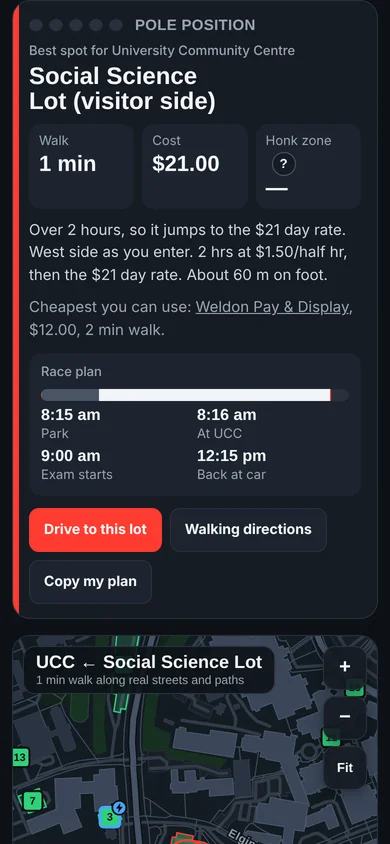 POLE POSITION
Best spot for University Community Centre
Social Science
Lot (visitor side)
Walk
1 min
Cost
$21.00
Honk zone
?
—
Over 2 hours, so it jumps to the $21 day rate.
West side as you enter. 2 hrs at $1.50/half hr,
then the $21 day rate. About 60 m on foot.
Cheapest you can use: Weldon Pay & Display,
$12.00, 2 min walk.
Race plan
8:15 am
Park
8:16 am
At UCC
9:00 am
Exam starts
12:15 pm
Back at car
Drive to this lot
Walking directions
Copy my plan
UCC ← Social Science Lot
1 min walk along real streets and paths
+
−
Fit
13
7
3
Elgin